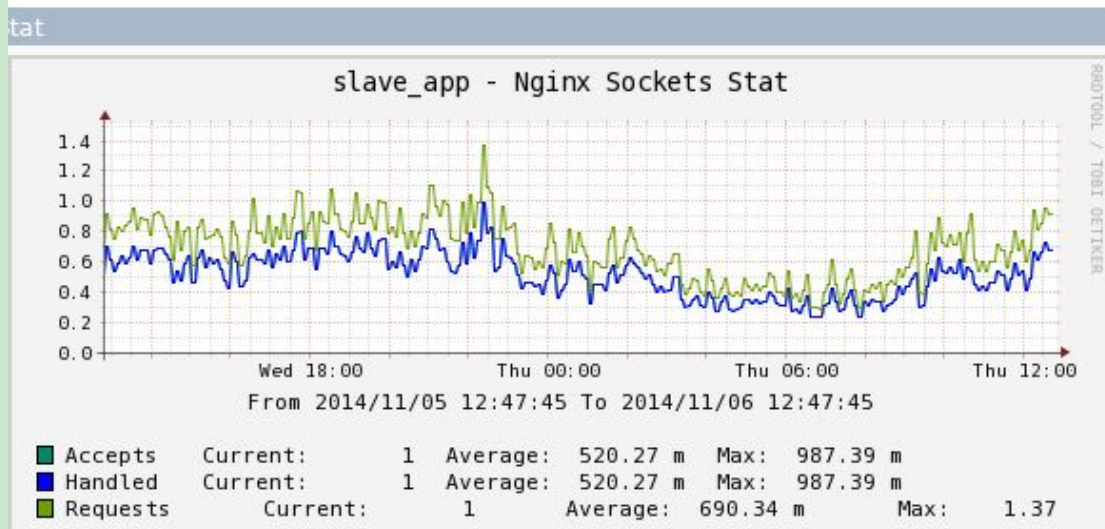 tat
slave_app - Nginx Sockets Stat
RRDTOOL / TOBI OETIKER
1.4
1.2
1.0
0.8
0.6
0.4
0.2
0.0
Wed 18:00 Thu 00:00 Thu 06:00 Thu 12:00
From 2014/11/05 12:47:45 To 2014/11/06 12:47:45
Accepts Current: 1 Average: 520.27 m Max: 987.39 m
Handled Current: 1 Average: 520.27 m Max: 987.39 m
Requests Current: 1 Average: 690.34 m Max: 1.37